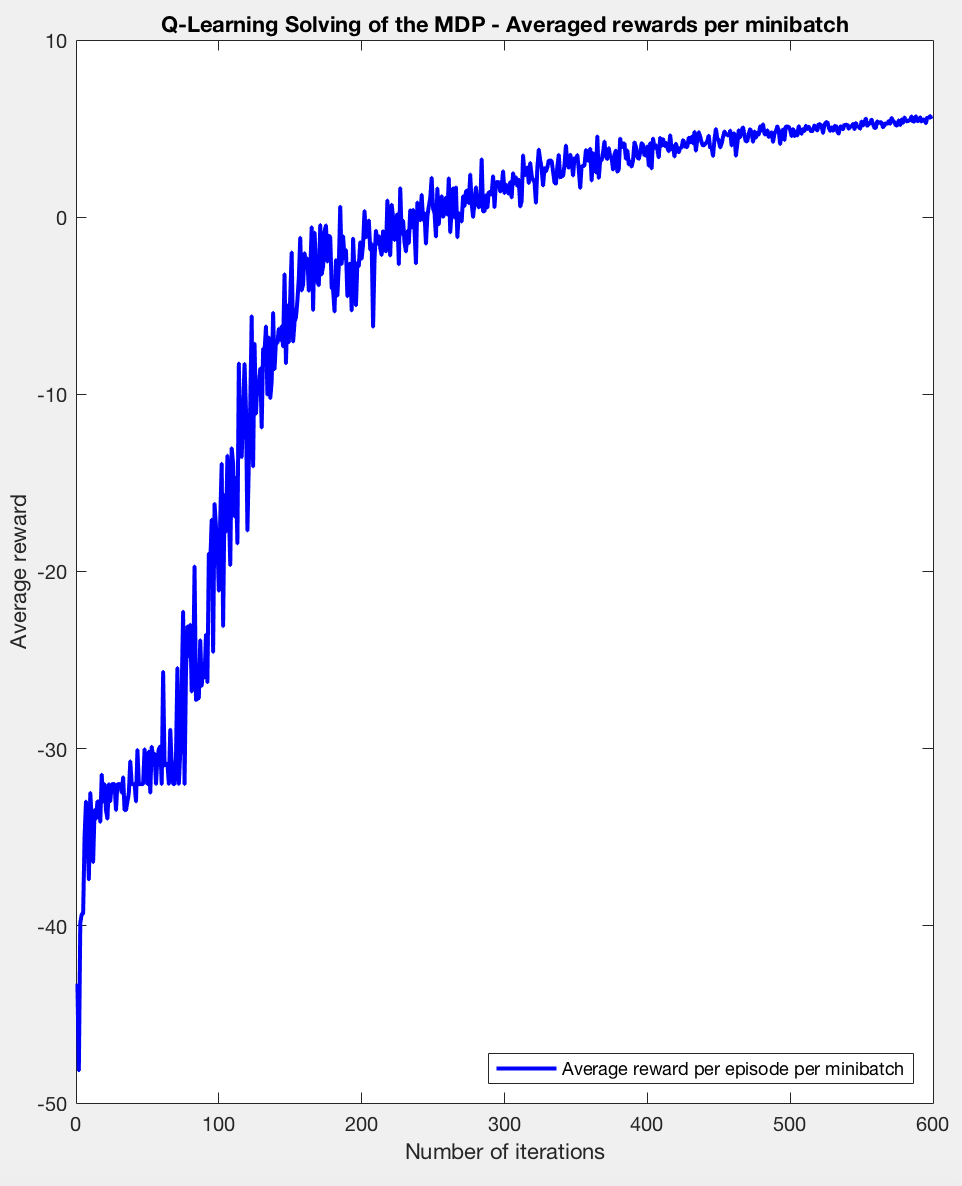 Q-Learning Solving of the MDP - Averaged rewards per minibatch
10
0
-10
-20
-30
-40
-50
Average reward
Average reward per episode per minibatch
0 100 200 300 400 500 600
Number of iterations